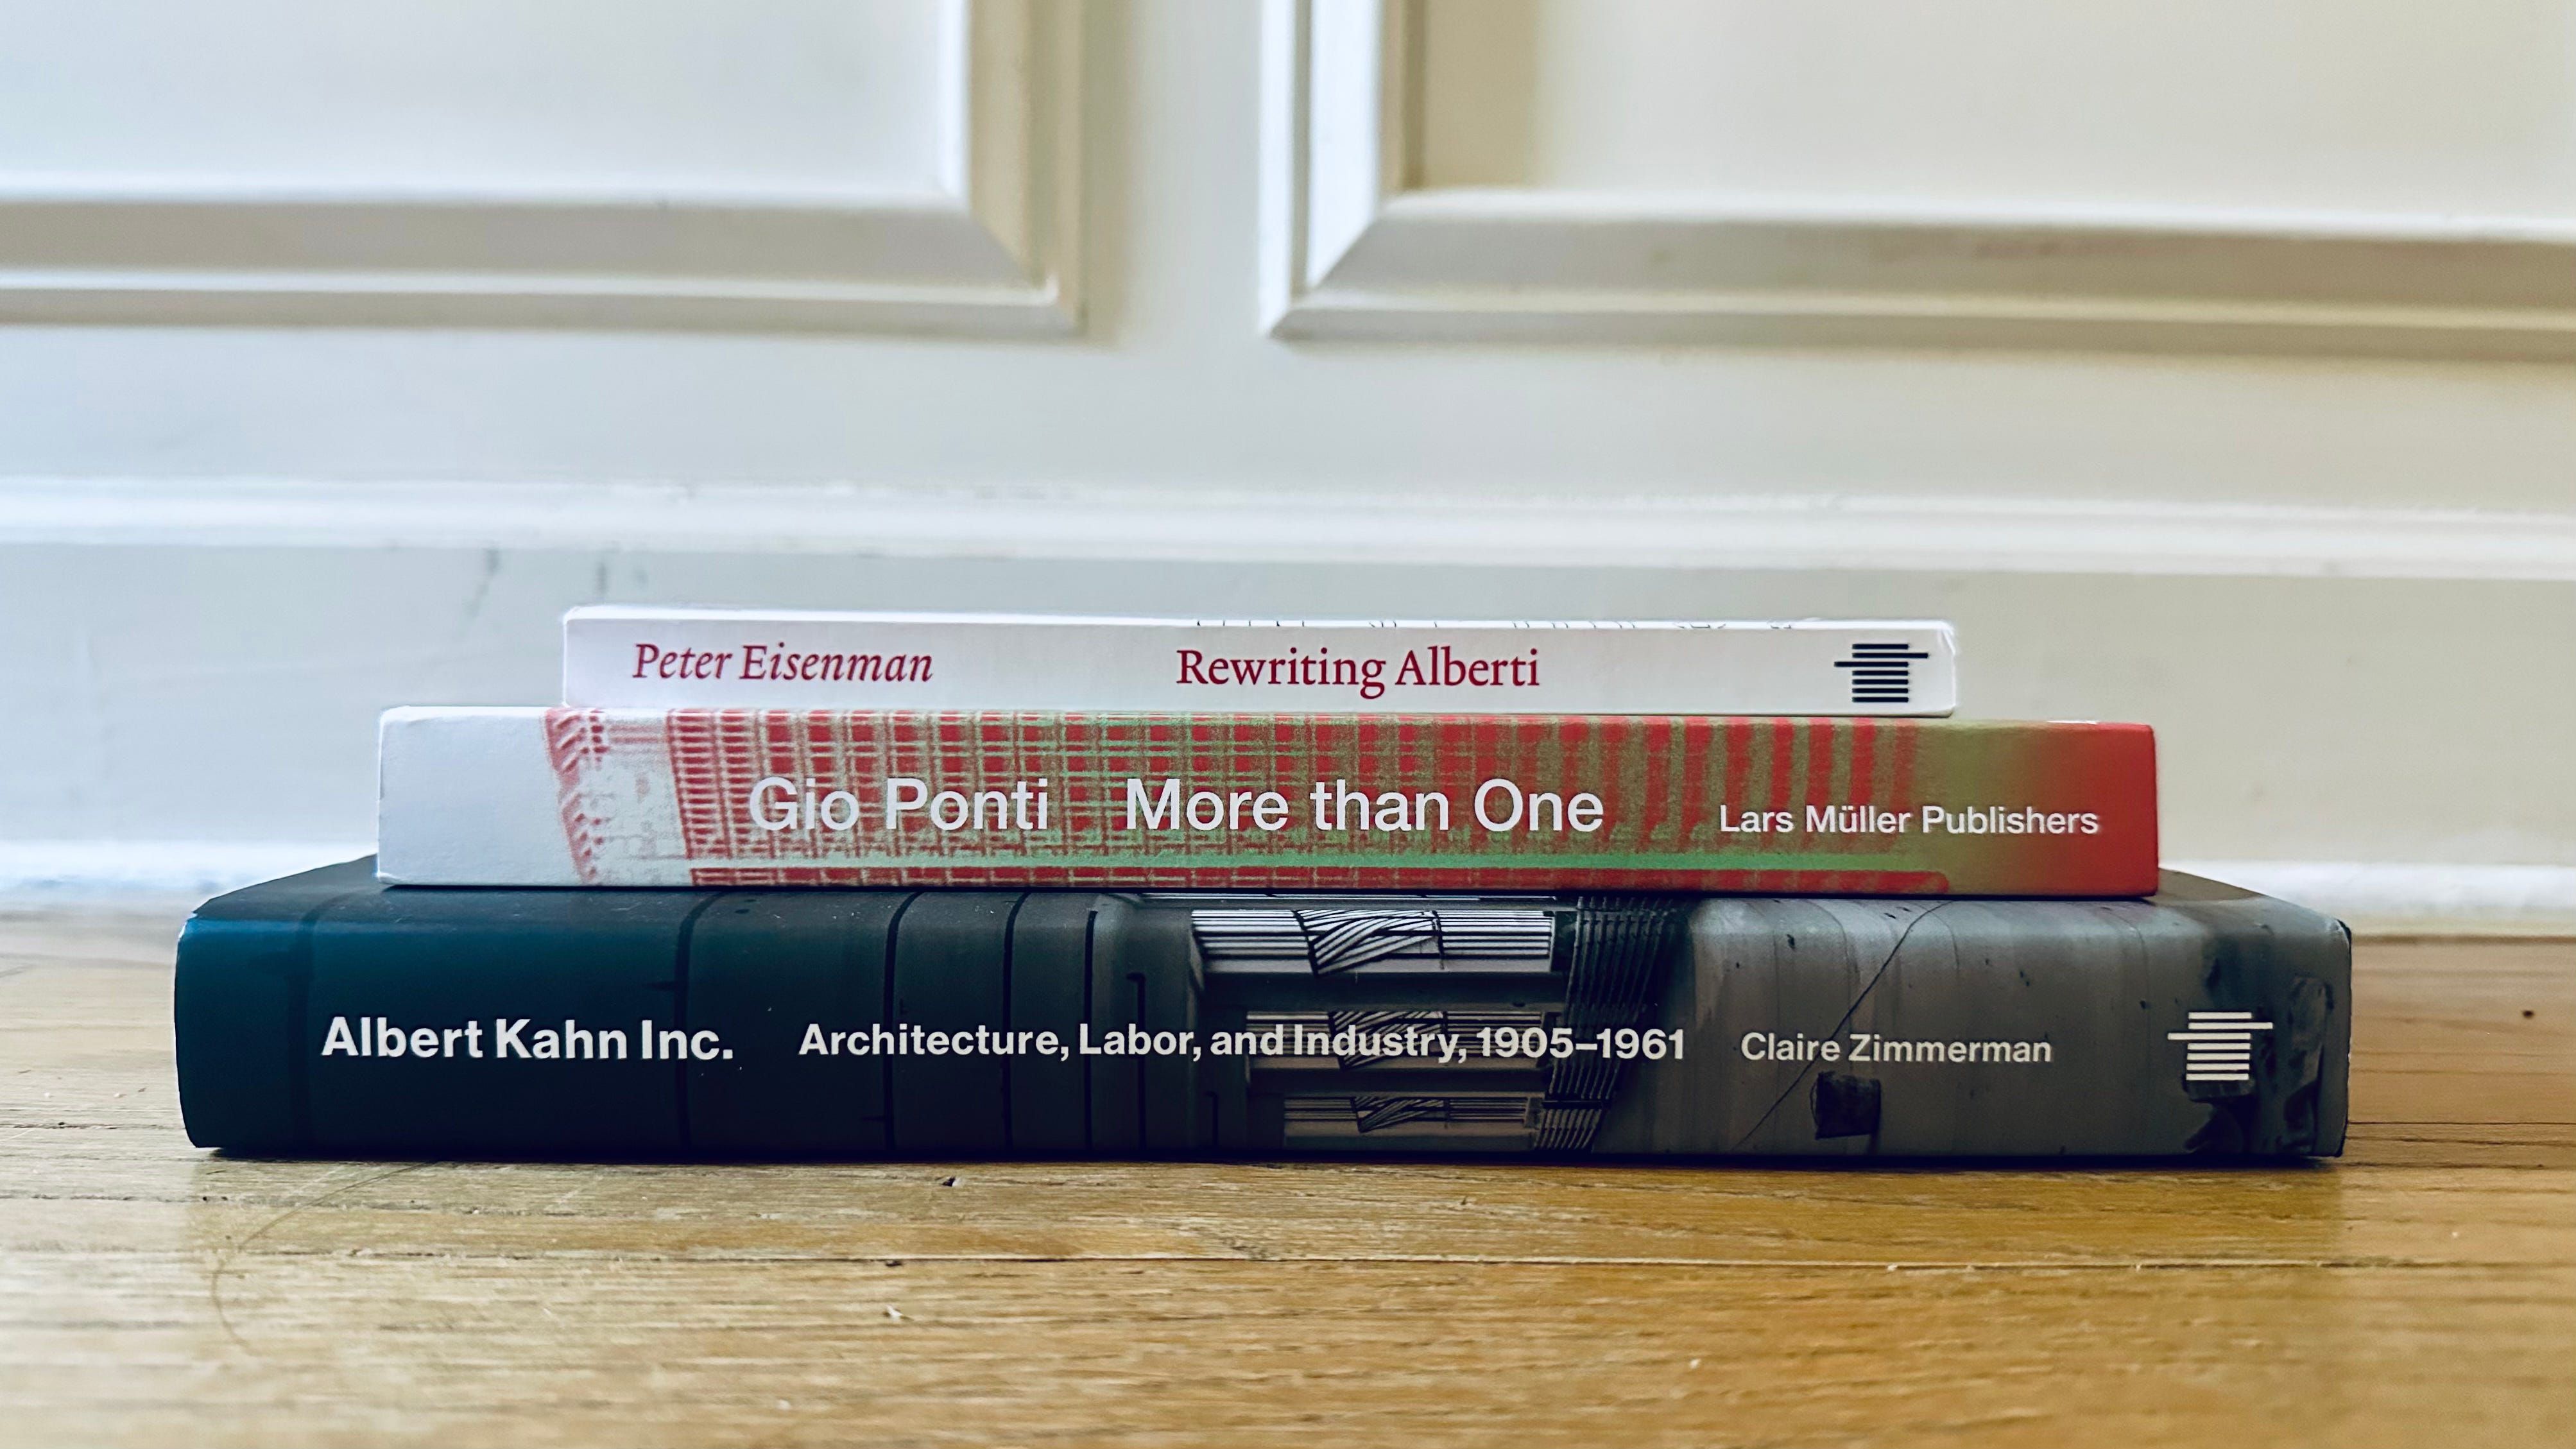 Peter Eisenman Rewriting Alberti
Gio Ponti More than One Lars Müller Publishers
Albert Kahn Inc. Architecture, Labor, and Industry, 1905–1961 Claire Zimmerman